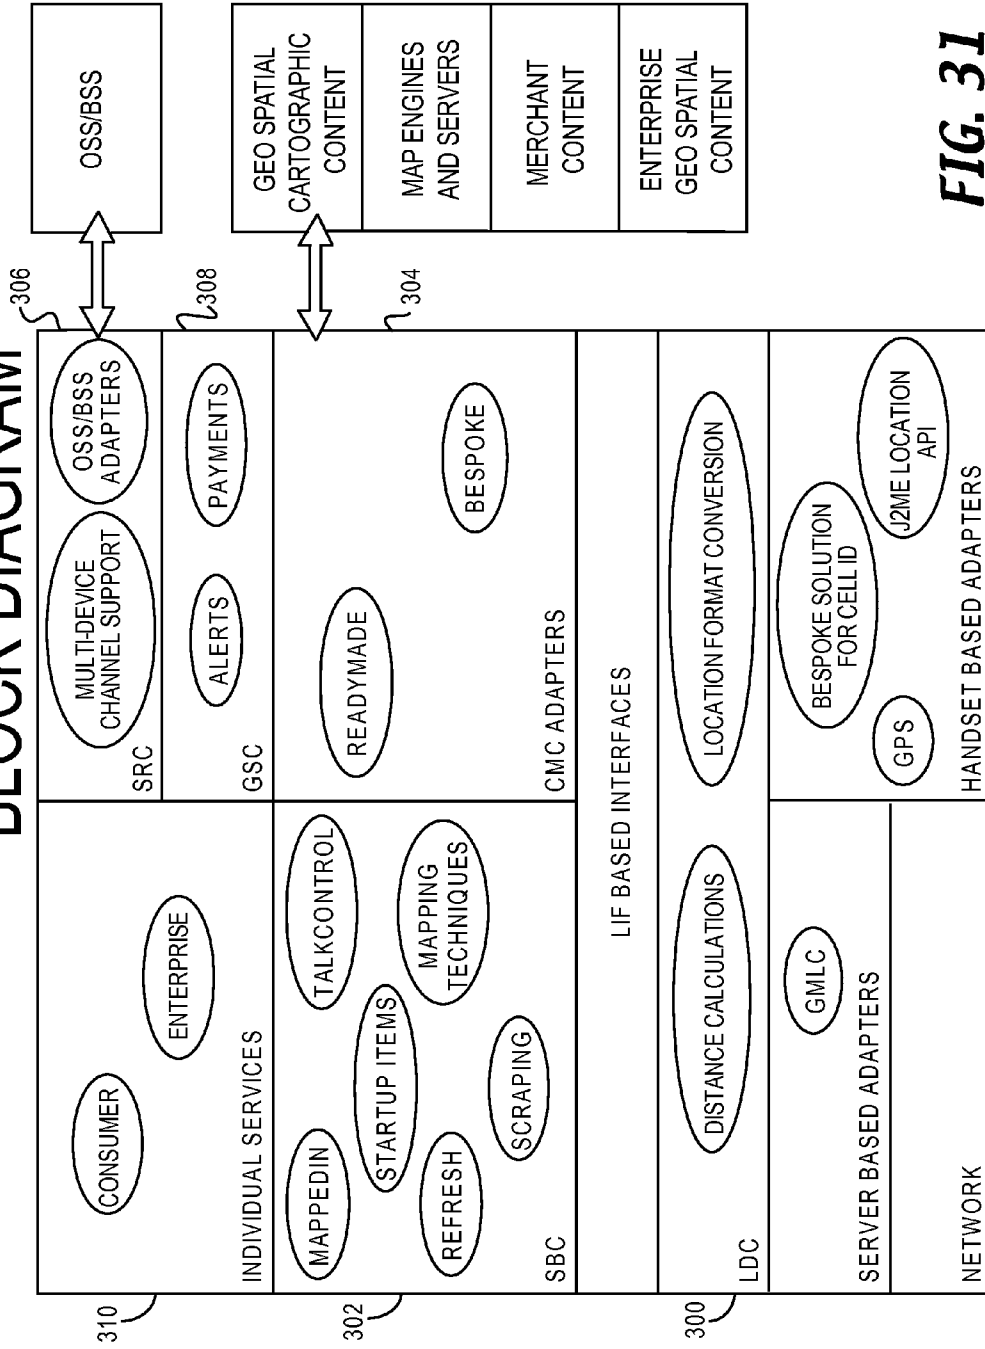 BLOCK DIAGRAM
310
CONSUMER
ENTERPRISE
INDIVIDUAL SERVICES
306
MULTI-DEVICE
CHANNEL SUPPORT
OSS/BSS
ADAPTERS
SRC
OSS/BSS
308
ALERTS
PAYMENTS
GSC
302
MAPPEDIN
STARTUP ITEMS
TALKCONTROL
REFRESH
SCRAPING
MAPPING
TECHNIQUES
SBC
304
READYMADE
BESPOKE
CMC ADAPTERS
GEO SPATIAL
CARTOGRAPHIC
CONTENT
MAP ENGINES
AND SERVERS
MERCHANT
CONTENT
ENTERPRISE
GEO SPATIAL
CONTENT
LIF BASED INTERFACES
300
DISTANCE CALCULATIONS
LOCATION FORMAT CONVERSION
LDC
GMLC
SERVER BASED ADAPTERS
NETWORK
BESPOKE SOLUTION
FOR CELL ID
GPS
J2ME LOCATION
API
HANDSET BASED ADAPTERS
FIG. 31